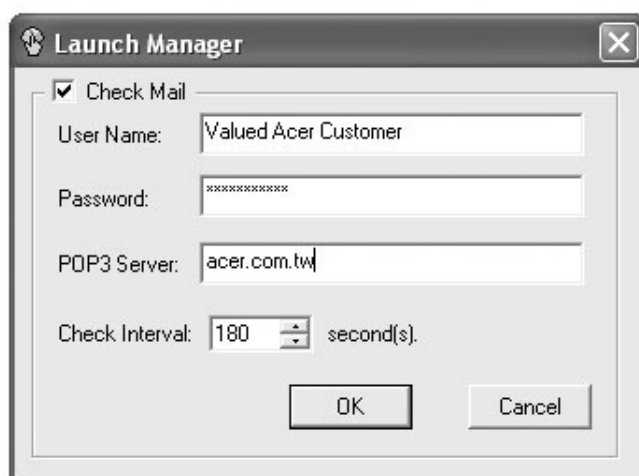 Launch Manager
Check Mail
User Name: Valued Acer Customer
Password: ***********
POP3 Server: acer.com.tw
Check Interval: 180 second(s).
OK Cancel